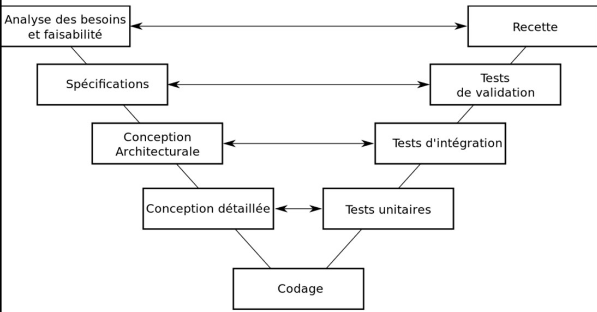 Analyse des besoins
et faisabilité
Recette
Spécifications
Tests
de validation
Conception
Architecturale
Tests d'intégration
Conception détaillée
Tests unitaires
Codage